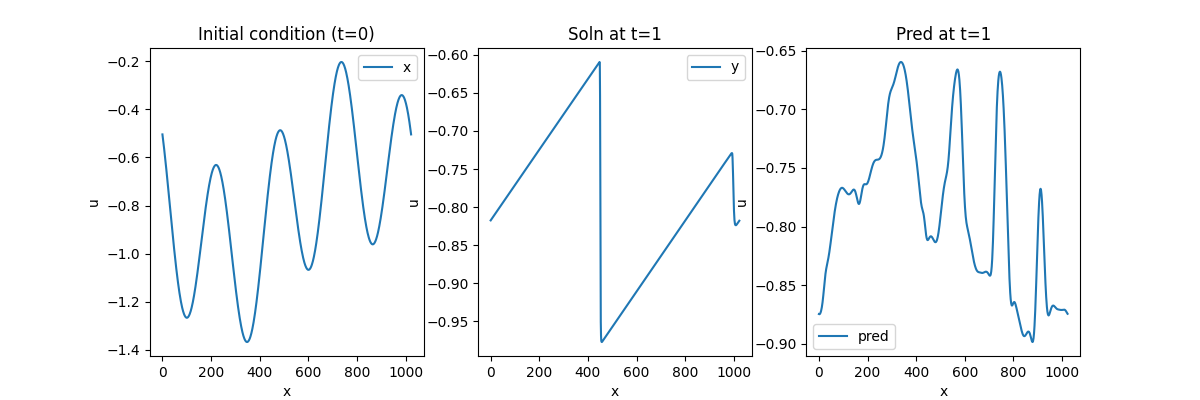 Initial condition (t=0)
x
−0.2
−0.4
−0.6
−0.8
−1.0
−1.2
−1.4
u
0 200 400 600 800 1000
x
Soln at t=1
y
−0.60
−0.65
−0.70
−0.75
−0.80
−0.85
−0.90
−0.95
u
0 200 400 600 800 1000
x
Pred at t=1
−0.65
−0.70
−0.75
−0.80
−0.85
−0.90
u
pred
0 200 400 600 800 1000
x